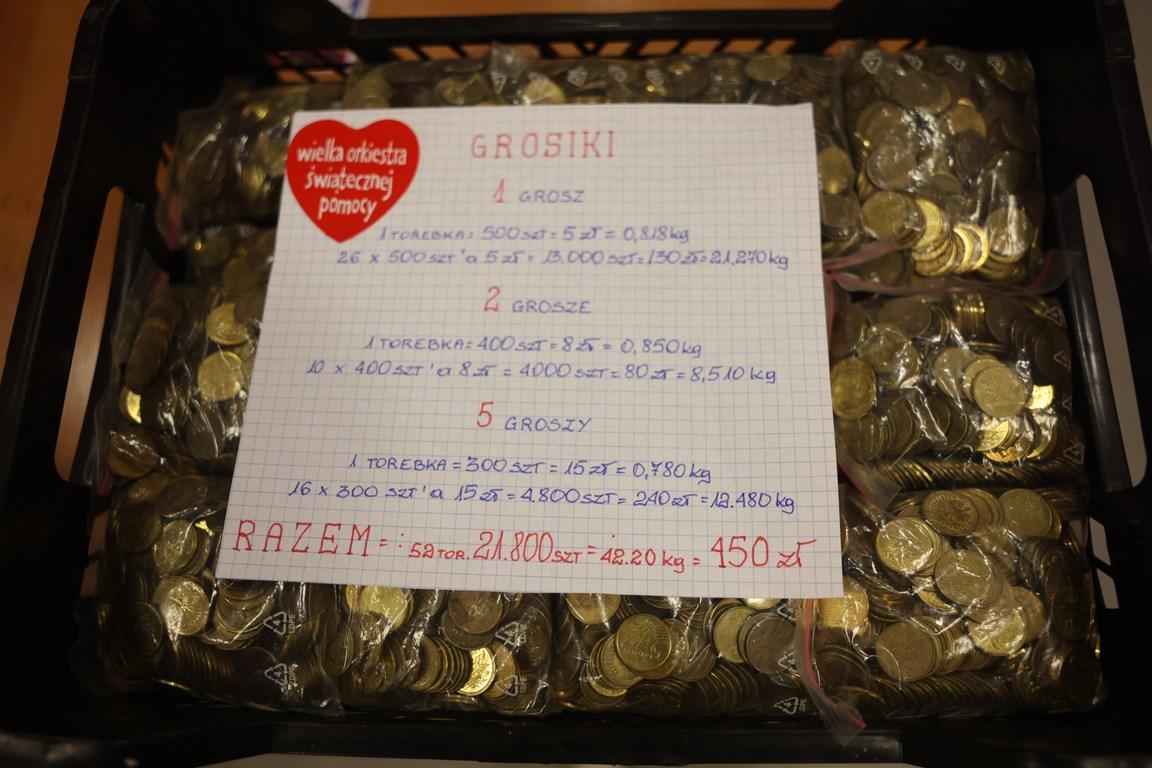 wielka orkiestra
świątecznej
pomocy
GROSIKI
1 GROSZ
1 TOREBKA = 500 SZT = 5 zł = 0,818 kg
26 x 500 SZT ' a 5 zł = 13.000 SZT = 130 zł = 21,270 kg
2 GROSZE
1 TOREBKA = 400 SZT = 8 zł = 0,850 kg
10 x 400 SZT ' a 8 zł = 4000 SZT = 80 zł = 8,510 kg
5 GROSZY
1 TOREBKA = 300 SZT = 15 zł = 0,780 kg
16 x 300 SZT ' a 15 zł = 4.800 SZT = 240 zł = 12.480 kg
RAZEM = : 52 TOR. 21.800 SZT = 42.20 kg = 450 zł
4
LDPE
4
LDPE